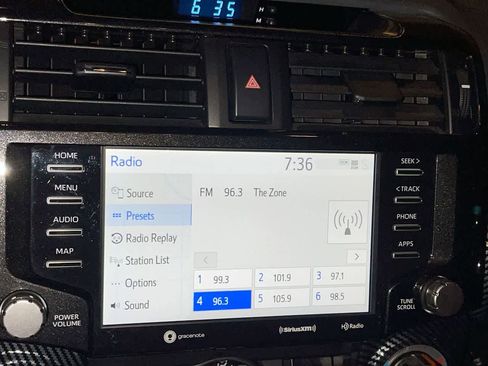 6:35
H
M
HOME
MENU
AUDIO
MAP
POWER
VOLUME
Radio
7:36
Source
Presets
Radio Replay
Station List
Options
Sound
FM 96.3 The Zone
1 99.3
2 101.9
3 97.1
4 96.3
5 105.9
6 98.5
SEEK >
< TRACK
PHONE
APPS
TUNE
SCROLL
gracenote
SiriusXM
HD Radio